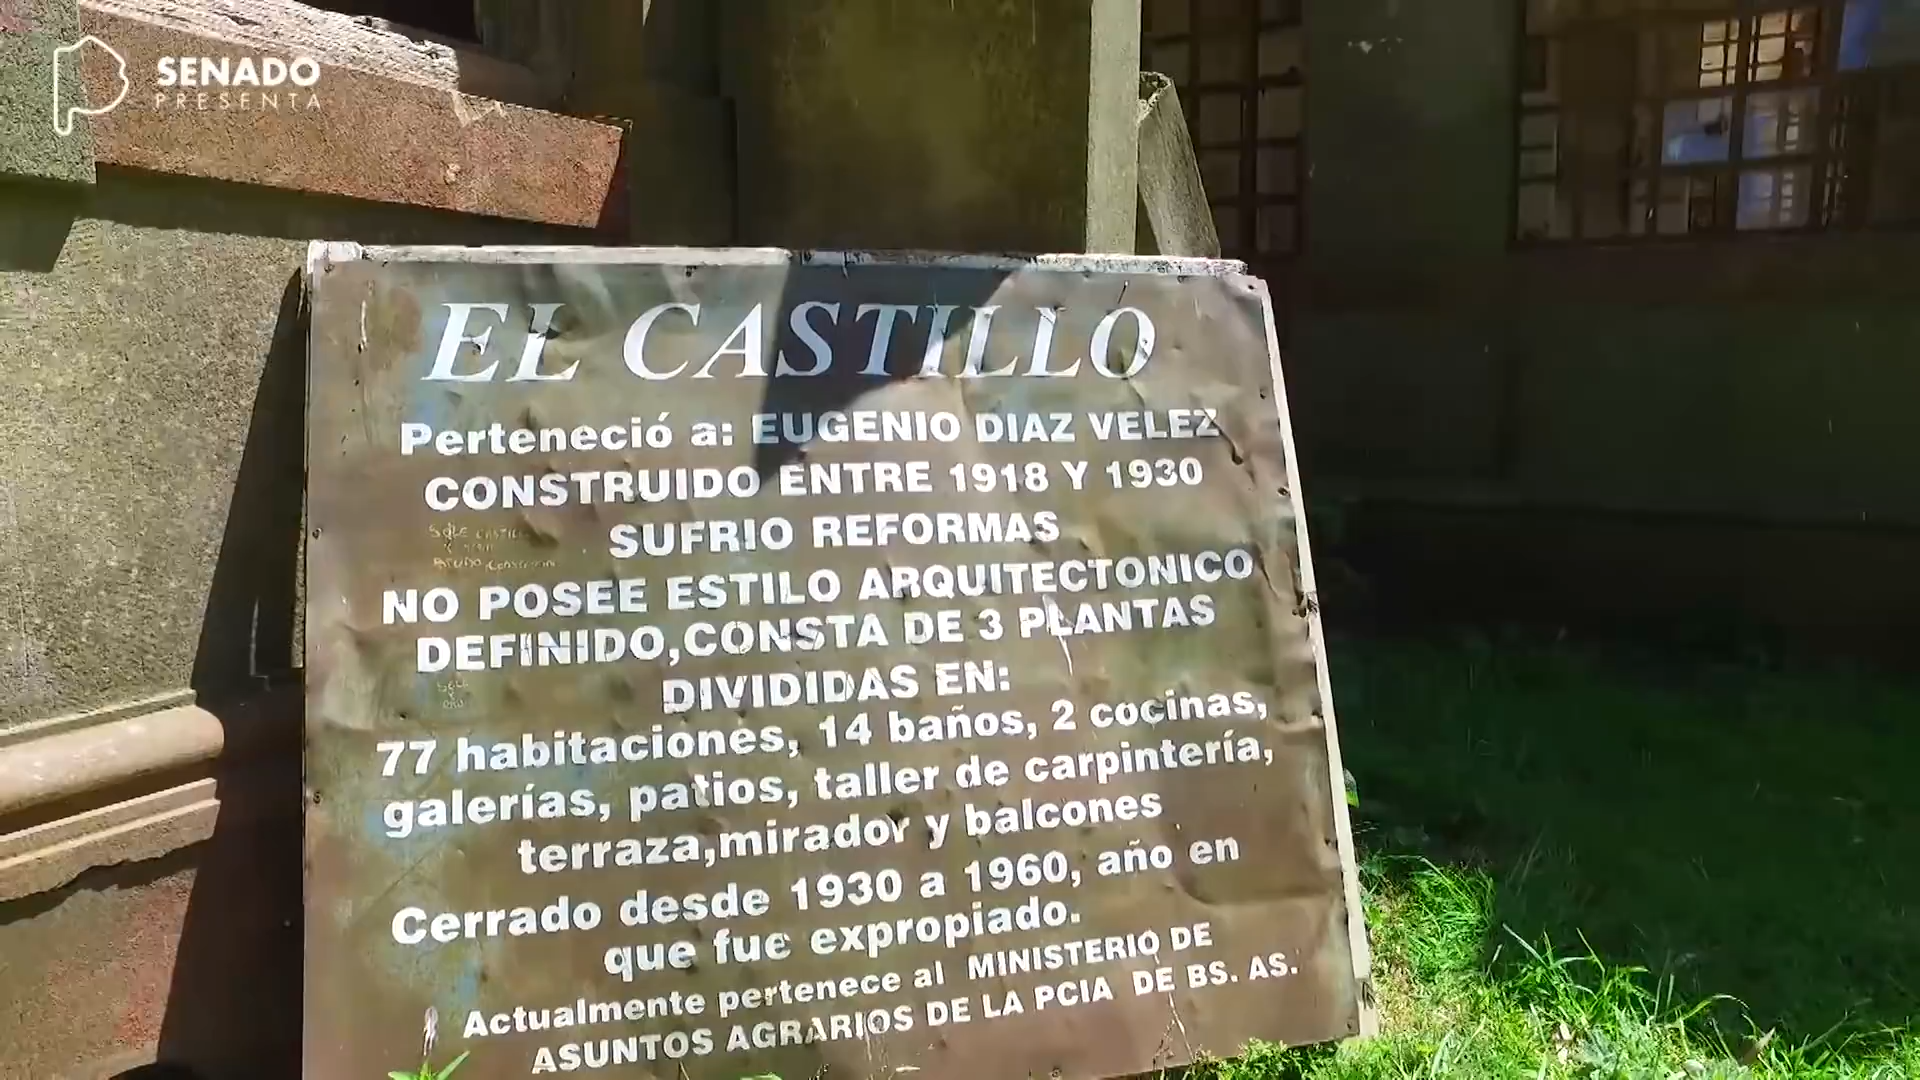 SENADO
PRESENTA
EL CASTILLO
Perteneció a: EUGENIO DIAZ VELEZ
CONSTRUIDO ENTRE 1918 Y 1930
SUFRIO REFORMAS
NO POSEE ESTILO ARQUITECTONICO
DEFINIDO,CONSTA DE 3 PLANTAS
DIVIDIDAS EN:
77 habitaciones, 14 baños, 2 cocinas,
galerías, patios, taller de carpintería,
terraza,mirador y balcones
Cerrado desde 1930 a 1960, año en
que fue expropiado.
Actualmente pertenece al MINISTERIO DE
ASUNTOS AGRARIOS DE LA PCIA DE BS. AS.